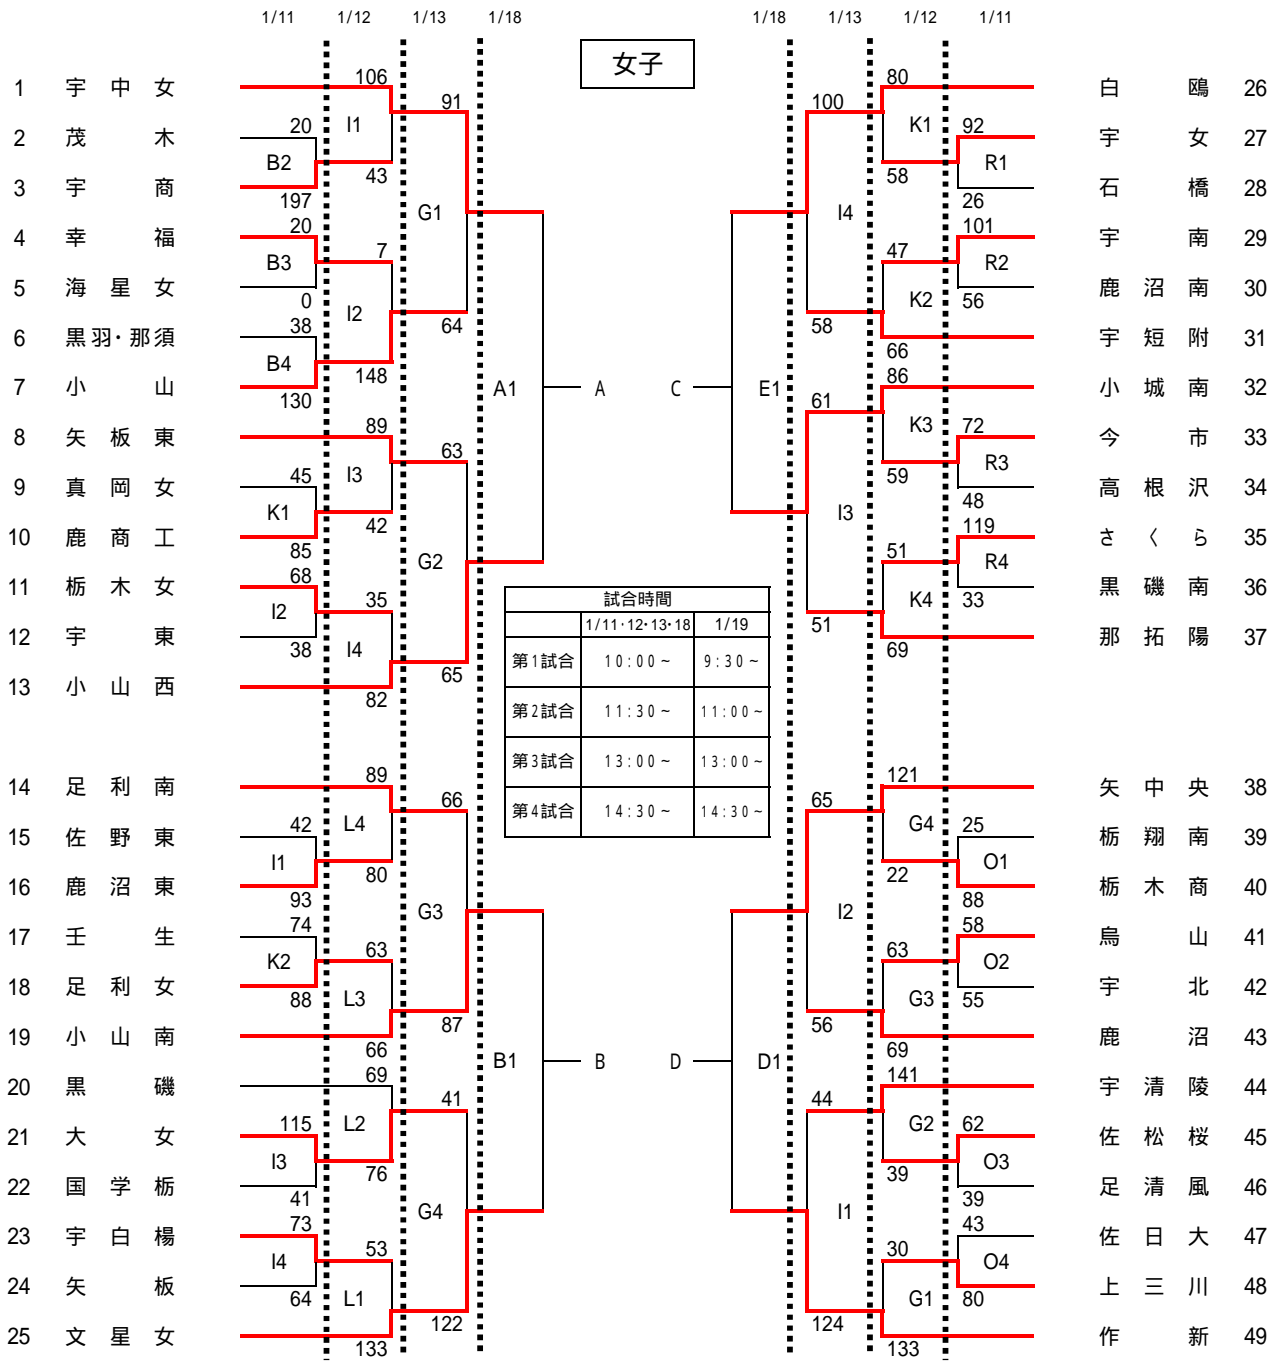 1/11 1/12 1/13 1/18 1/18 1/13 1/12 1/11
女子
1 宇中女 106 80 白鴎 26
91 100
2 茂木 20 I1 K1 92 宇女 27
B2 R1
3 宇商 43 58 石橋 28
197 G1 I4 26
4 幸福 20 101 宇南 29
B3 7 47 R2
5 海星女 0 I2 K2 56 鹿沼南 30
6 黒羽・那須 38 64 58 宇短附 31
B4 148 66
7 小山 130 A1 A C E1 86 小城南 32
89 61
8 矢板東 63 K3 72 今市 33
9 真岡女 45 I3 59 R3 高根沢 34
K1 42 I3 48
10 鹿商工 85 G2 119 さくら 35
11 栃木女 68 35 51 R4 黒磯南 36
I2 K4 33
12 宇東 38 I4 51 那拓陽 37
65 69
13 小山西 82
試合時間
1/11・12・13・18 1/19
第1試合 10:00~ 9:30~
第2試合 11:30~ 11:00~
第3試合 13:00~ 13:00~
第4試合 14:30~ 14:30~
14 足利南 89 121 矢中央 38
66 65
15 佐野東 42 L4 G4 25 栃翔南 39
I1 80 22 O1
16 鹿沼東 93 88 栃木商 40
G3 I2
17 壬生 74 58 烏山 41
K2 63 63 O2
18 足利女 88 L3 G3 55 宇北 42
87 56
19 小山南 66 69 鹿沼 43
B1 B D D1
20 黒磯 69 141 宇清陵 44
41 44
21 大女 115 L2 G2 62 佐松桜 45
I3 76 39 O3
22 国学栃 41 39 足清風 46
G4 I1
23 宇白楊 73 43 佐日大 47
I4 53 30 O4
24 矢板 64 L1 G1 80 上三川 48
122 124
25 文星女 133 133 作新 49